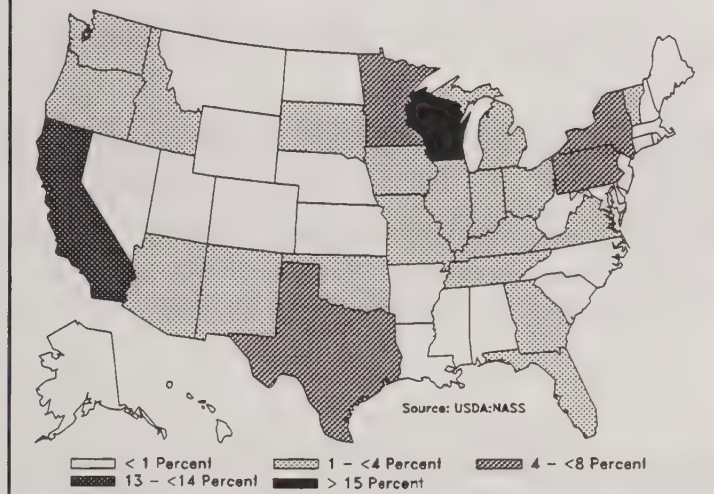 Source: USDA:NASS
< 1 Percent 1 - <4 Percent 4 - <8 Percent
13 - <14 Percent > 15 Percent